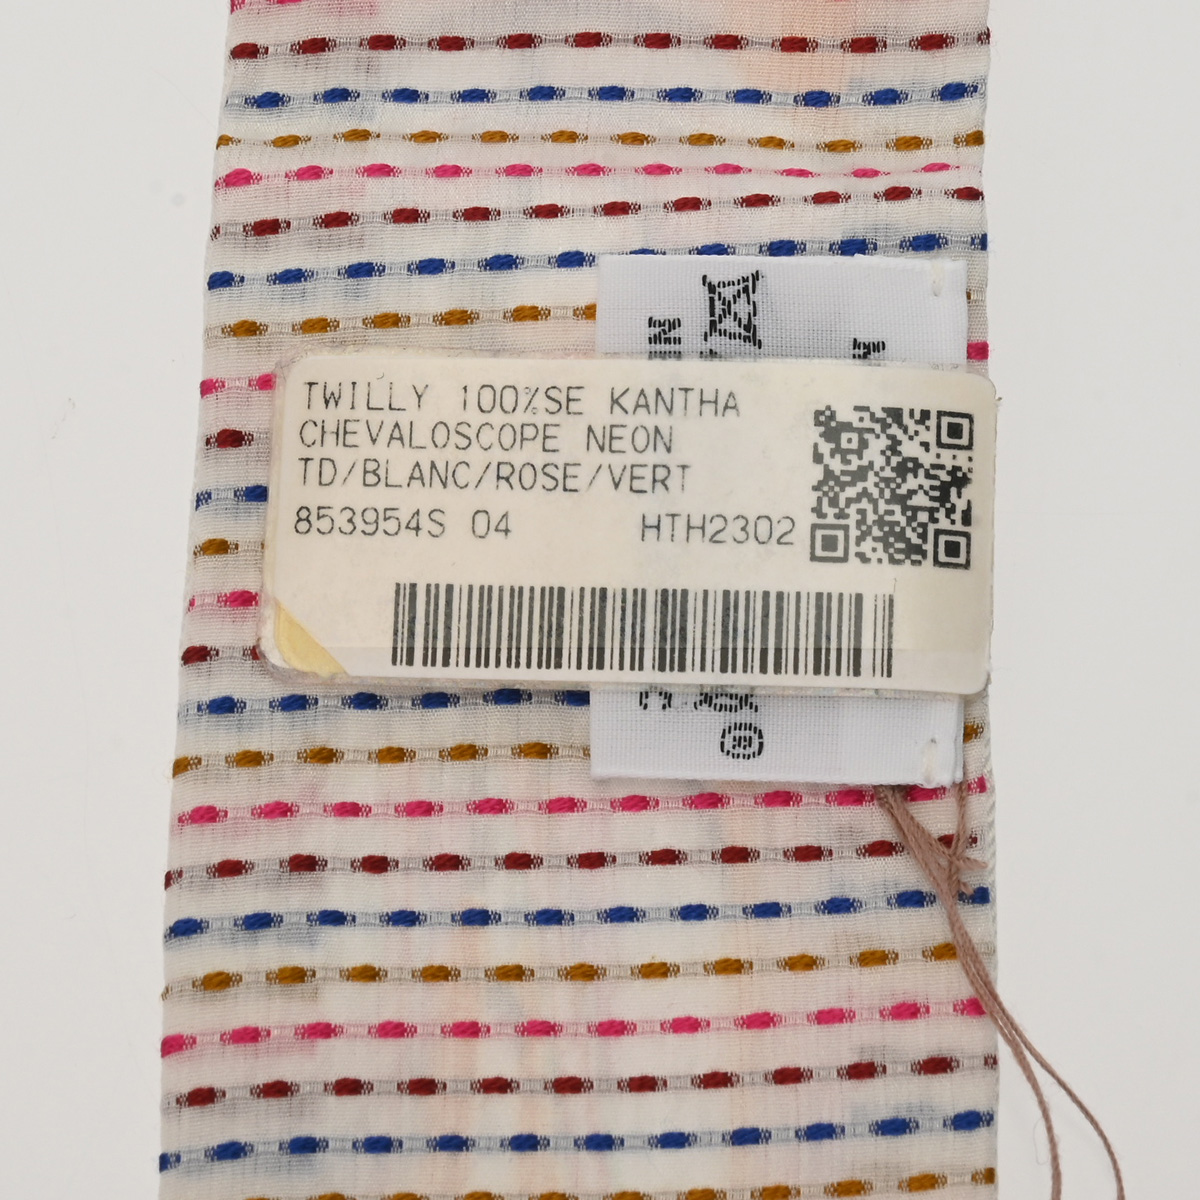 TWILLY 100%SE KANTHA
CHEVALOSCOPE NEON
TD/BLANC/ROSE/VERT
853954S 04 HTH2302